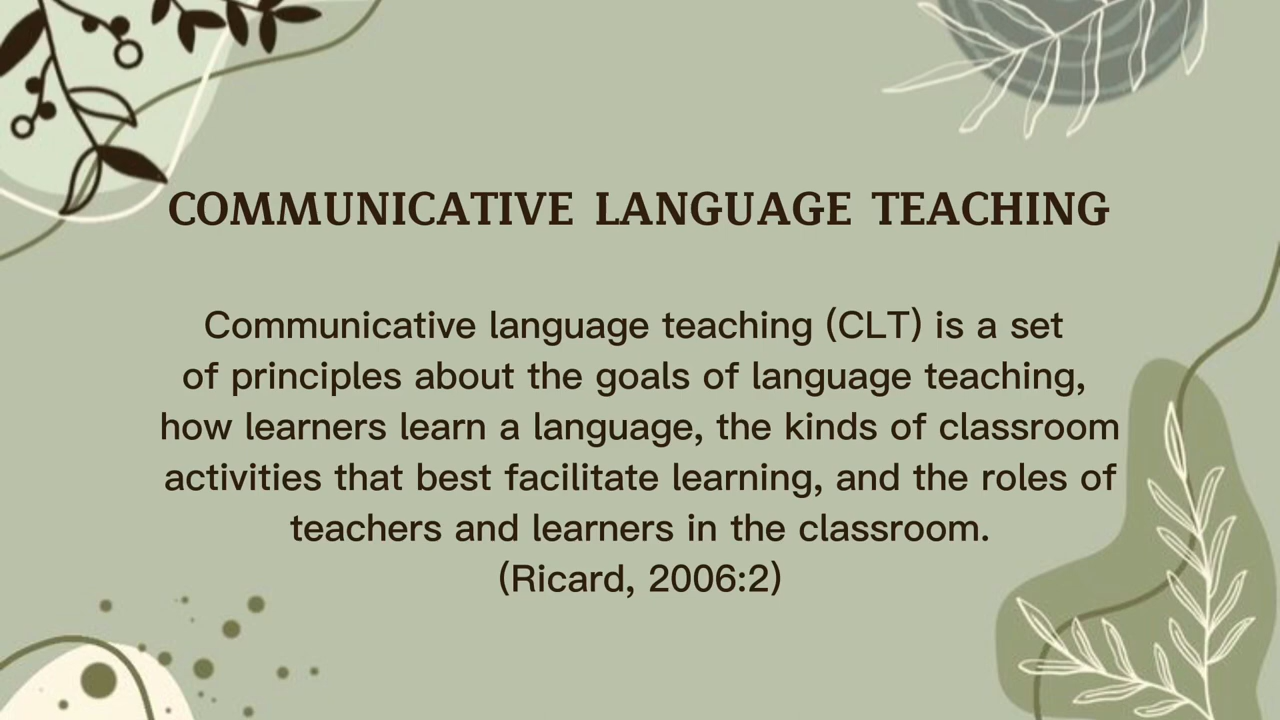 COMMUNICATIVE LANGUAGE TEACHING
Communicative language teaching (CLT) is a set
of principles about the goals of language teaching,
how learners learn a language, the kinds of classroom
activities that best facilitate learning, and the roles of
teachers and learners in the classroom.
(Ricard, 2006:2)